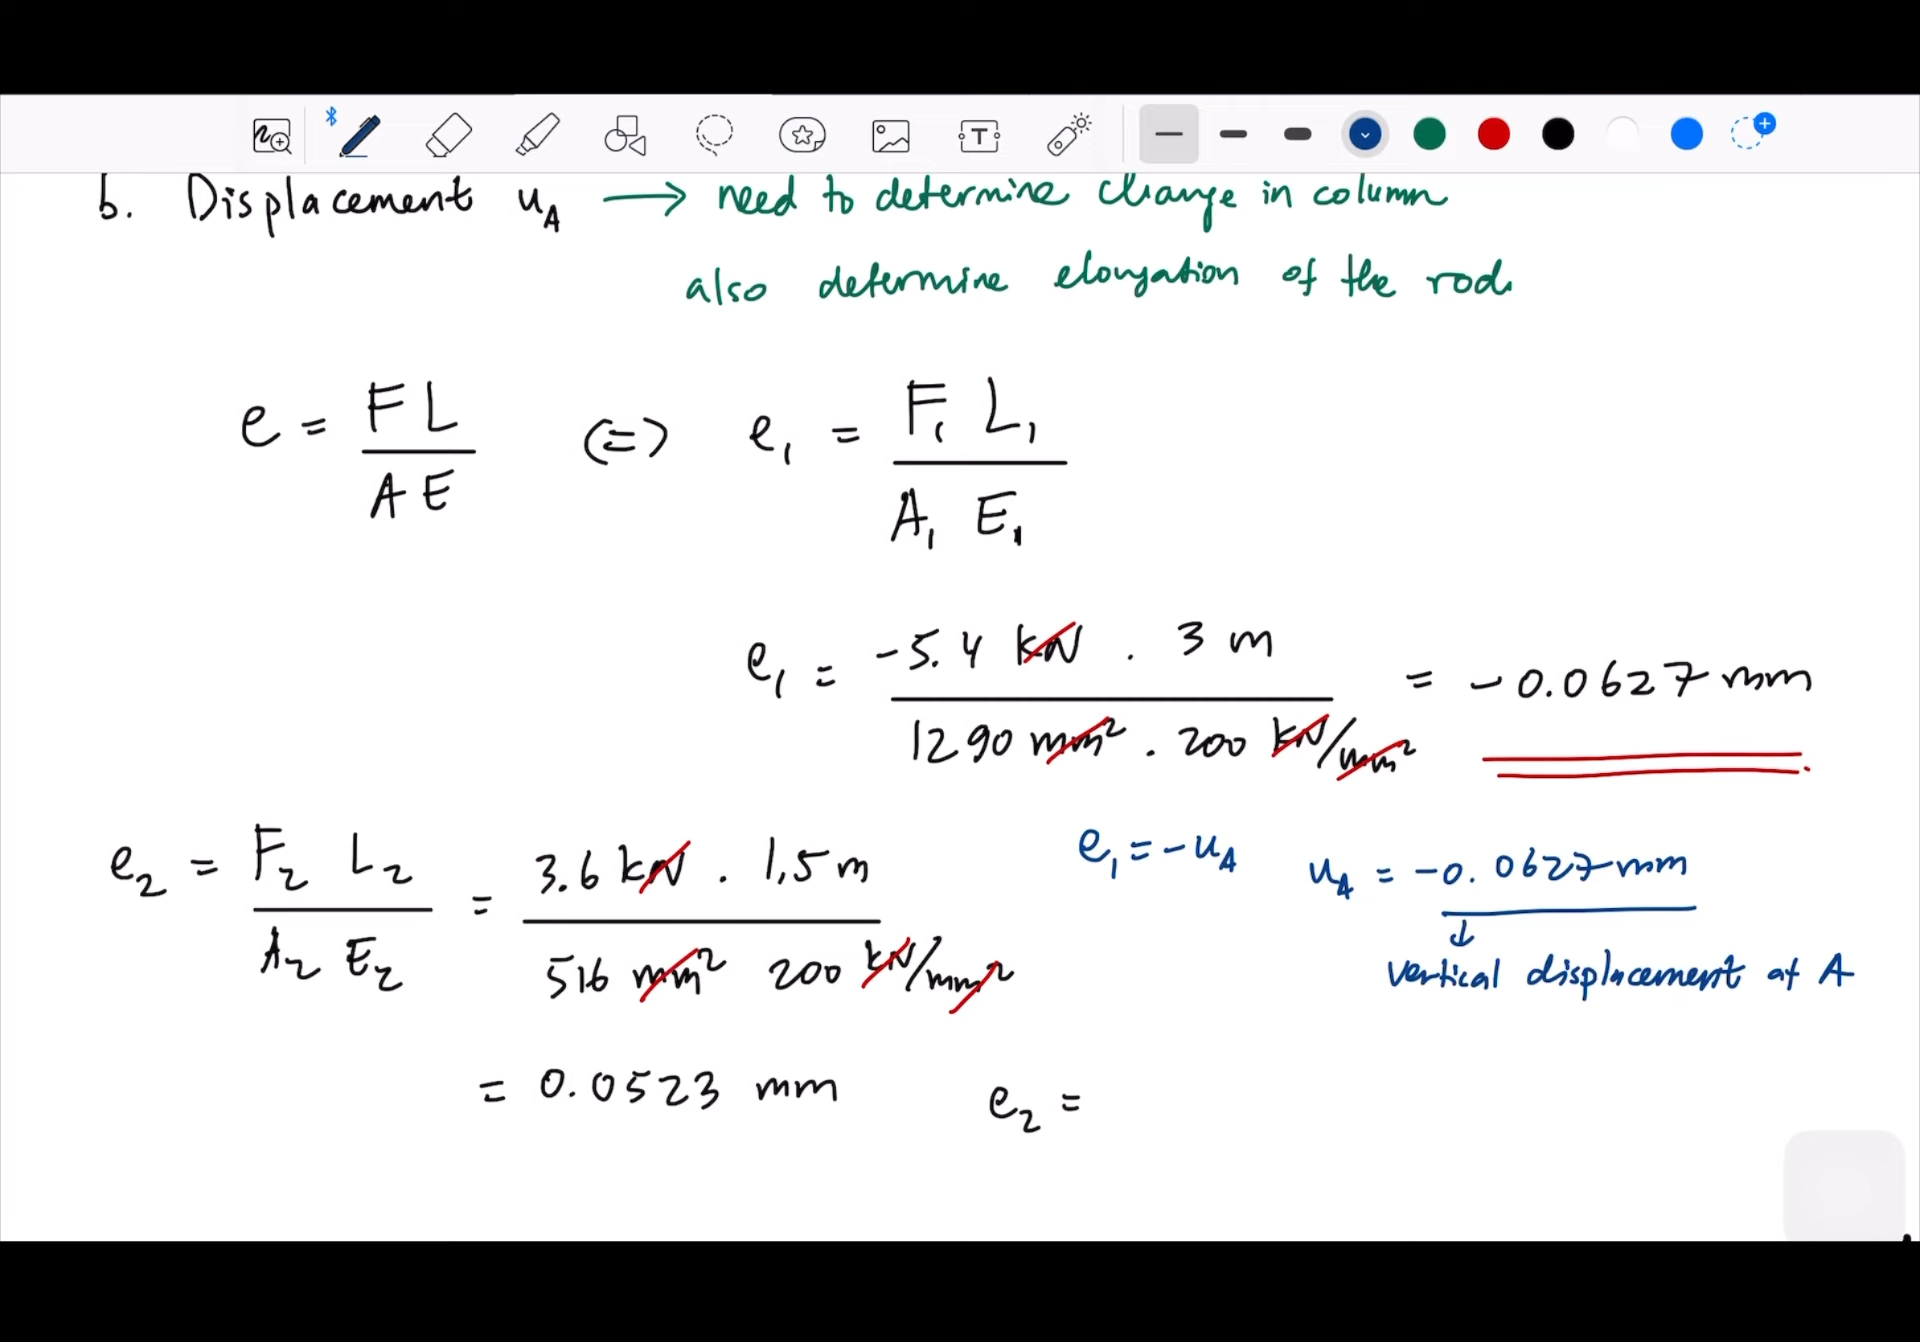 b. Displacement uA → need to determine change in column
also determine elongation of the rod.
e = FL / AE (=) e1 = F1 L1 / A1 E1
e1 = -5.4 kN . 3 m / 1290 mm² . 200 kN/mm² = -0.0627 mm
e2 = F2 L2 / A2 E2 = 3.6 kN . 1,5 m / 516 mm² 200 kN/mm²
e1 = -uA uA = -0.0627 mm
↓
vertical displacement at A
= 0.0523 mm e2 =